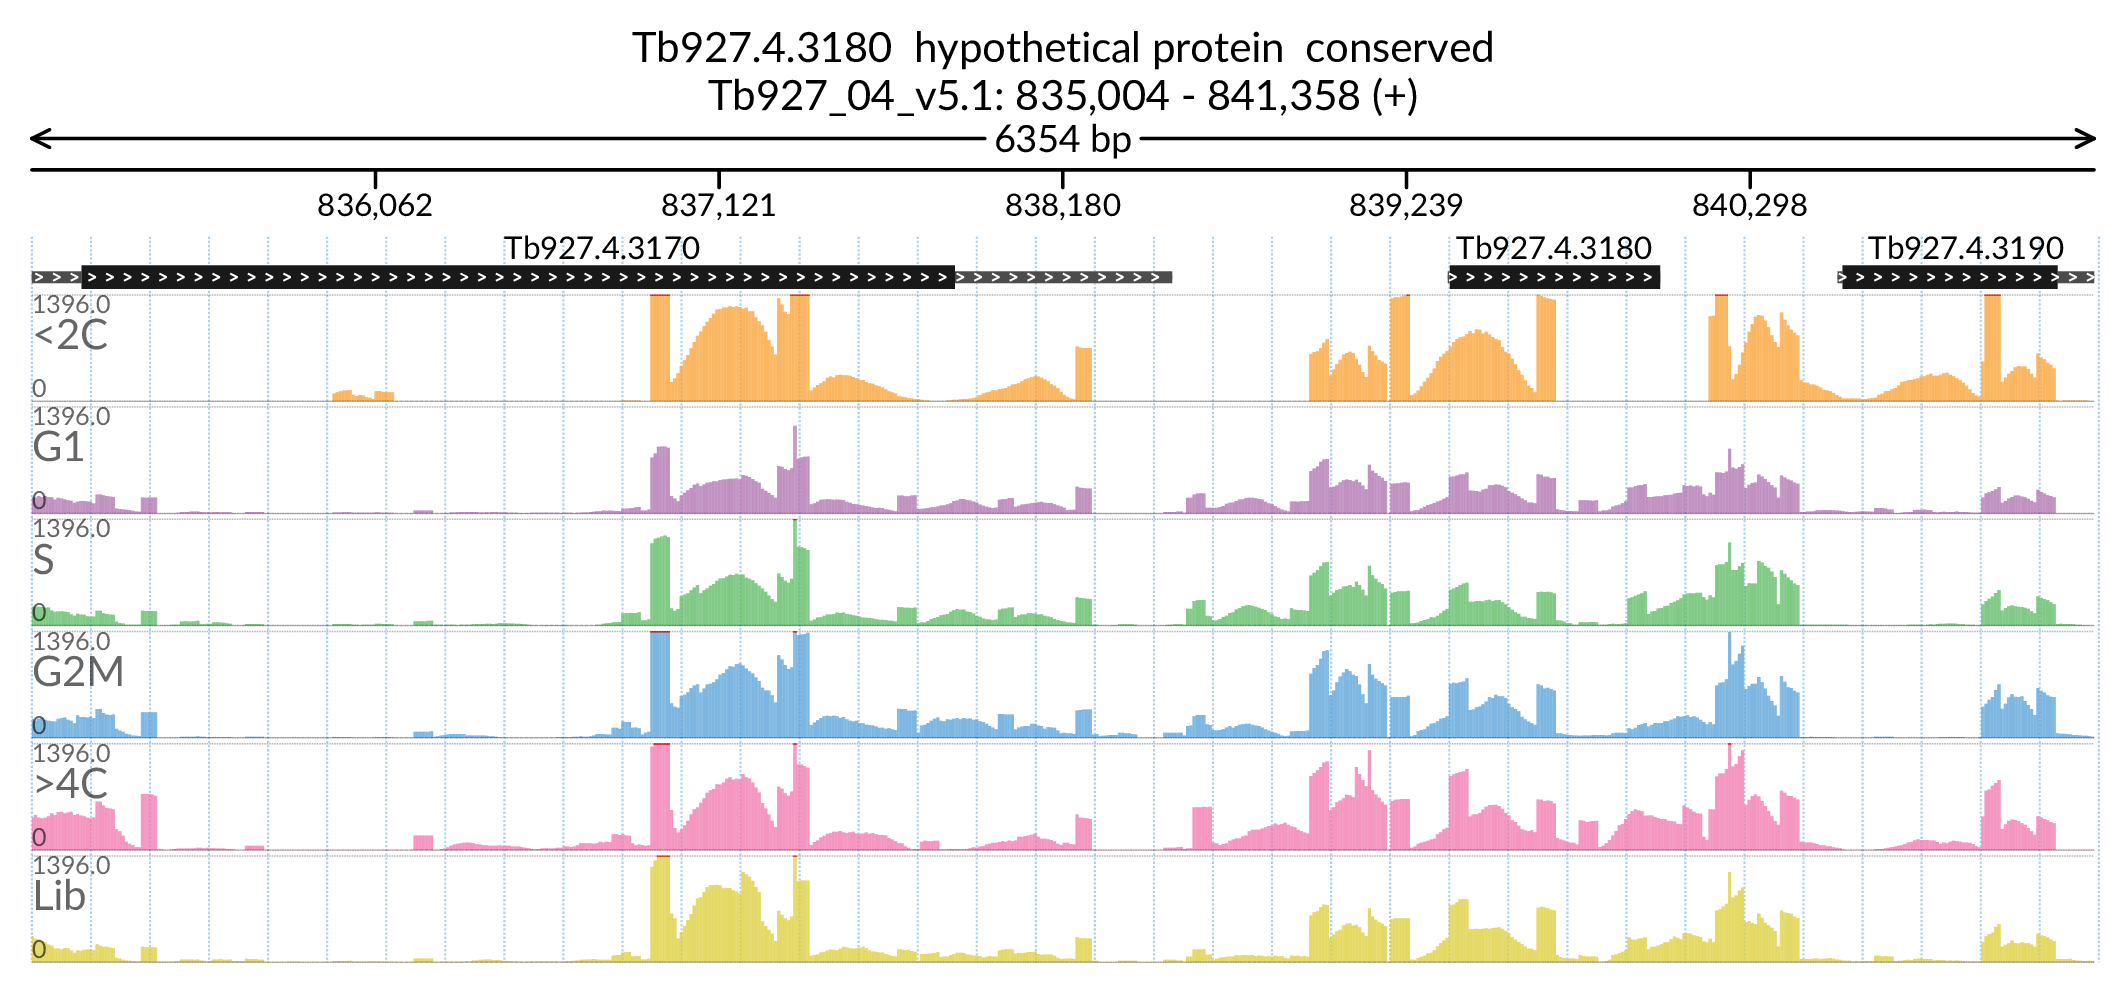 Tb927.4.3180  hypothetical protein  conserved
Tb927_04_v5.1: 835,004 - 841,358 (+)
6354 bp
836,062 837,121 838,180 839,239 840,298
Tb927.4.3170 Tb927.4.3180 Tb927.4.3190
1396.0
<2C
0
1396.0
G1
0
1396.0
S
0
1396.0
G2M
0
1396.0
>4C
0
1396.0
Lib
0